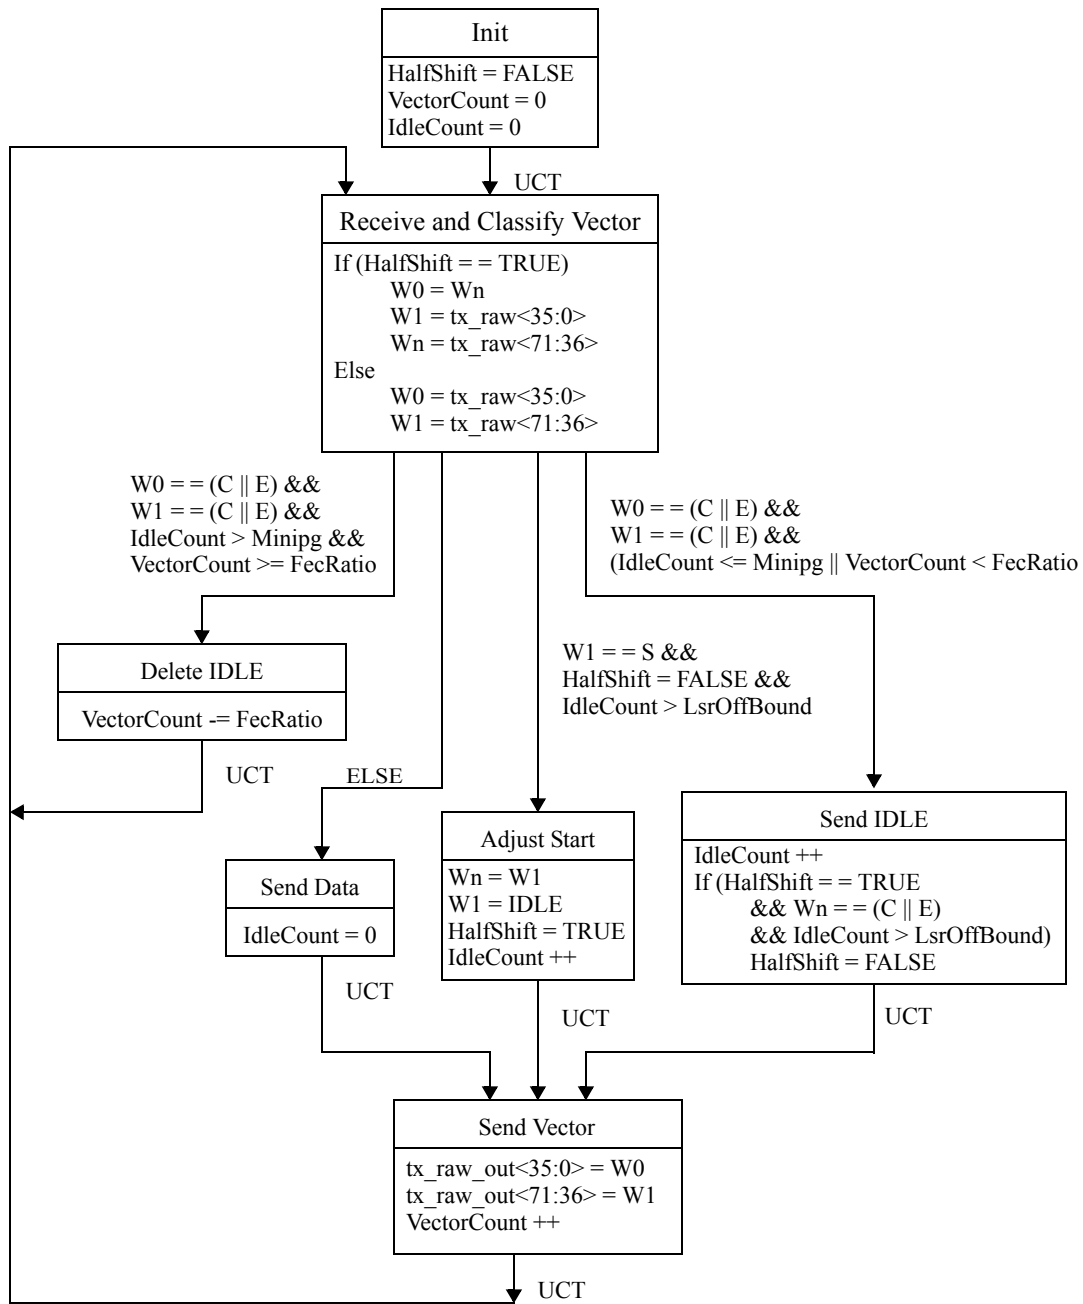 Init
HalfShift = FALSE
VectorCount = 0
IdleCount = 0
UCT
Receive and Classify Vector
If (HalfShift = = TRUE)
W0 = Wn
W1 = tx_raw<35:0>
Wn = tx_raw<71:36>
Else
W0 = tx_raw<35:0>
W1 = tx_raw<71:36>
W0 = = (C || E) &&
W1 = = (C || E) &&
IdleCount > Minipg &&
VectorCount >= FecRatio
W0 = = (C || E) &&
W1 = = (C || E) &&
(IdleCount <= Minipg || VectorCount < FecRatio
W1 = = S &&
HalfShift = FALSE &&
IdleCount > LsrOffBound
Delete IDLE
VectorCount -= FecRatio
UCT
ELSE
Send Data
IdleCount = 0
UCT
Adjust Start
Wn = W1
W1 = IDLE
HalfShift = TRUE
IdleCount ++
UCT
Send IDLE
IdleCount ++
If (HalfShift = = TRUE
&& Wn = = (C || E)
&& IdleCount > LsrOffBound)
HalfShift = FALSE
UCT
Send Vector
tx_raw_out<35:0> = W0
tx_raw_out<71:36> = W1
VectorCount ++
UCT